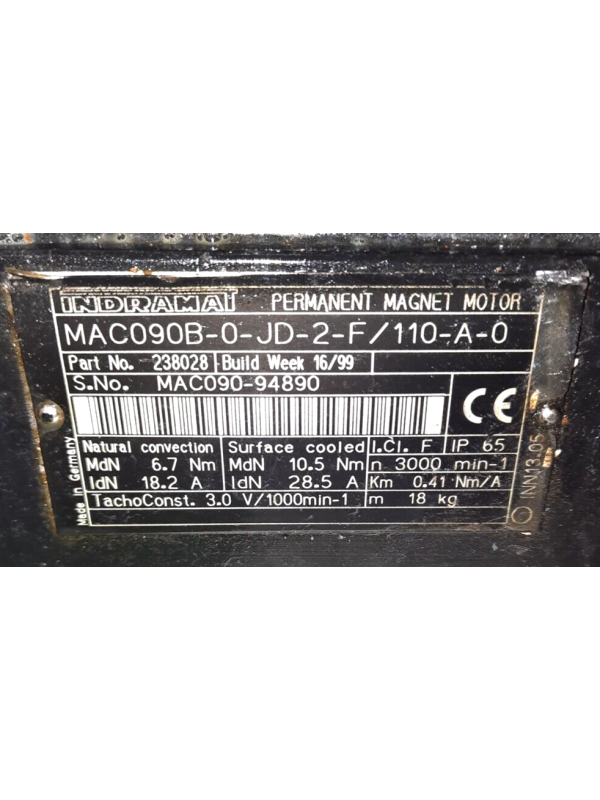 INDRAMAT PERMANENT MAGNET MOTOR
MAC090B-0-JD-2-F/110-A-0
Part No. 238028 Build Week 16/99
S.No. MAC090-94890
CE
Made in Germany
Natural convection Surface cooled I.Cl. F IP 65
MdN 6.7 Nm MdN 10.5 Nm n 3000 min-1
IdN 18.2 A IdN 28.5 A Km 0.41 Nm/A
TachoConst. 3.0 V/1000min-1 m 18 kg
INN13.05